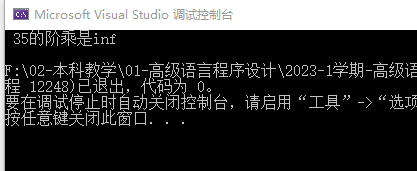 Microsoft Visual Studio 调试控制台
35的阶乘是inf
F:\02-本科教学\01-高级语言程序设计\2023-1学期-高级语
程 12248)已退出，代码为 0。
要在调试停止时自动关闭控制台，请启用“工具”->“选项
按任意键关闭此窗口. . .